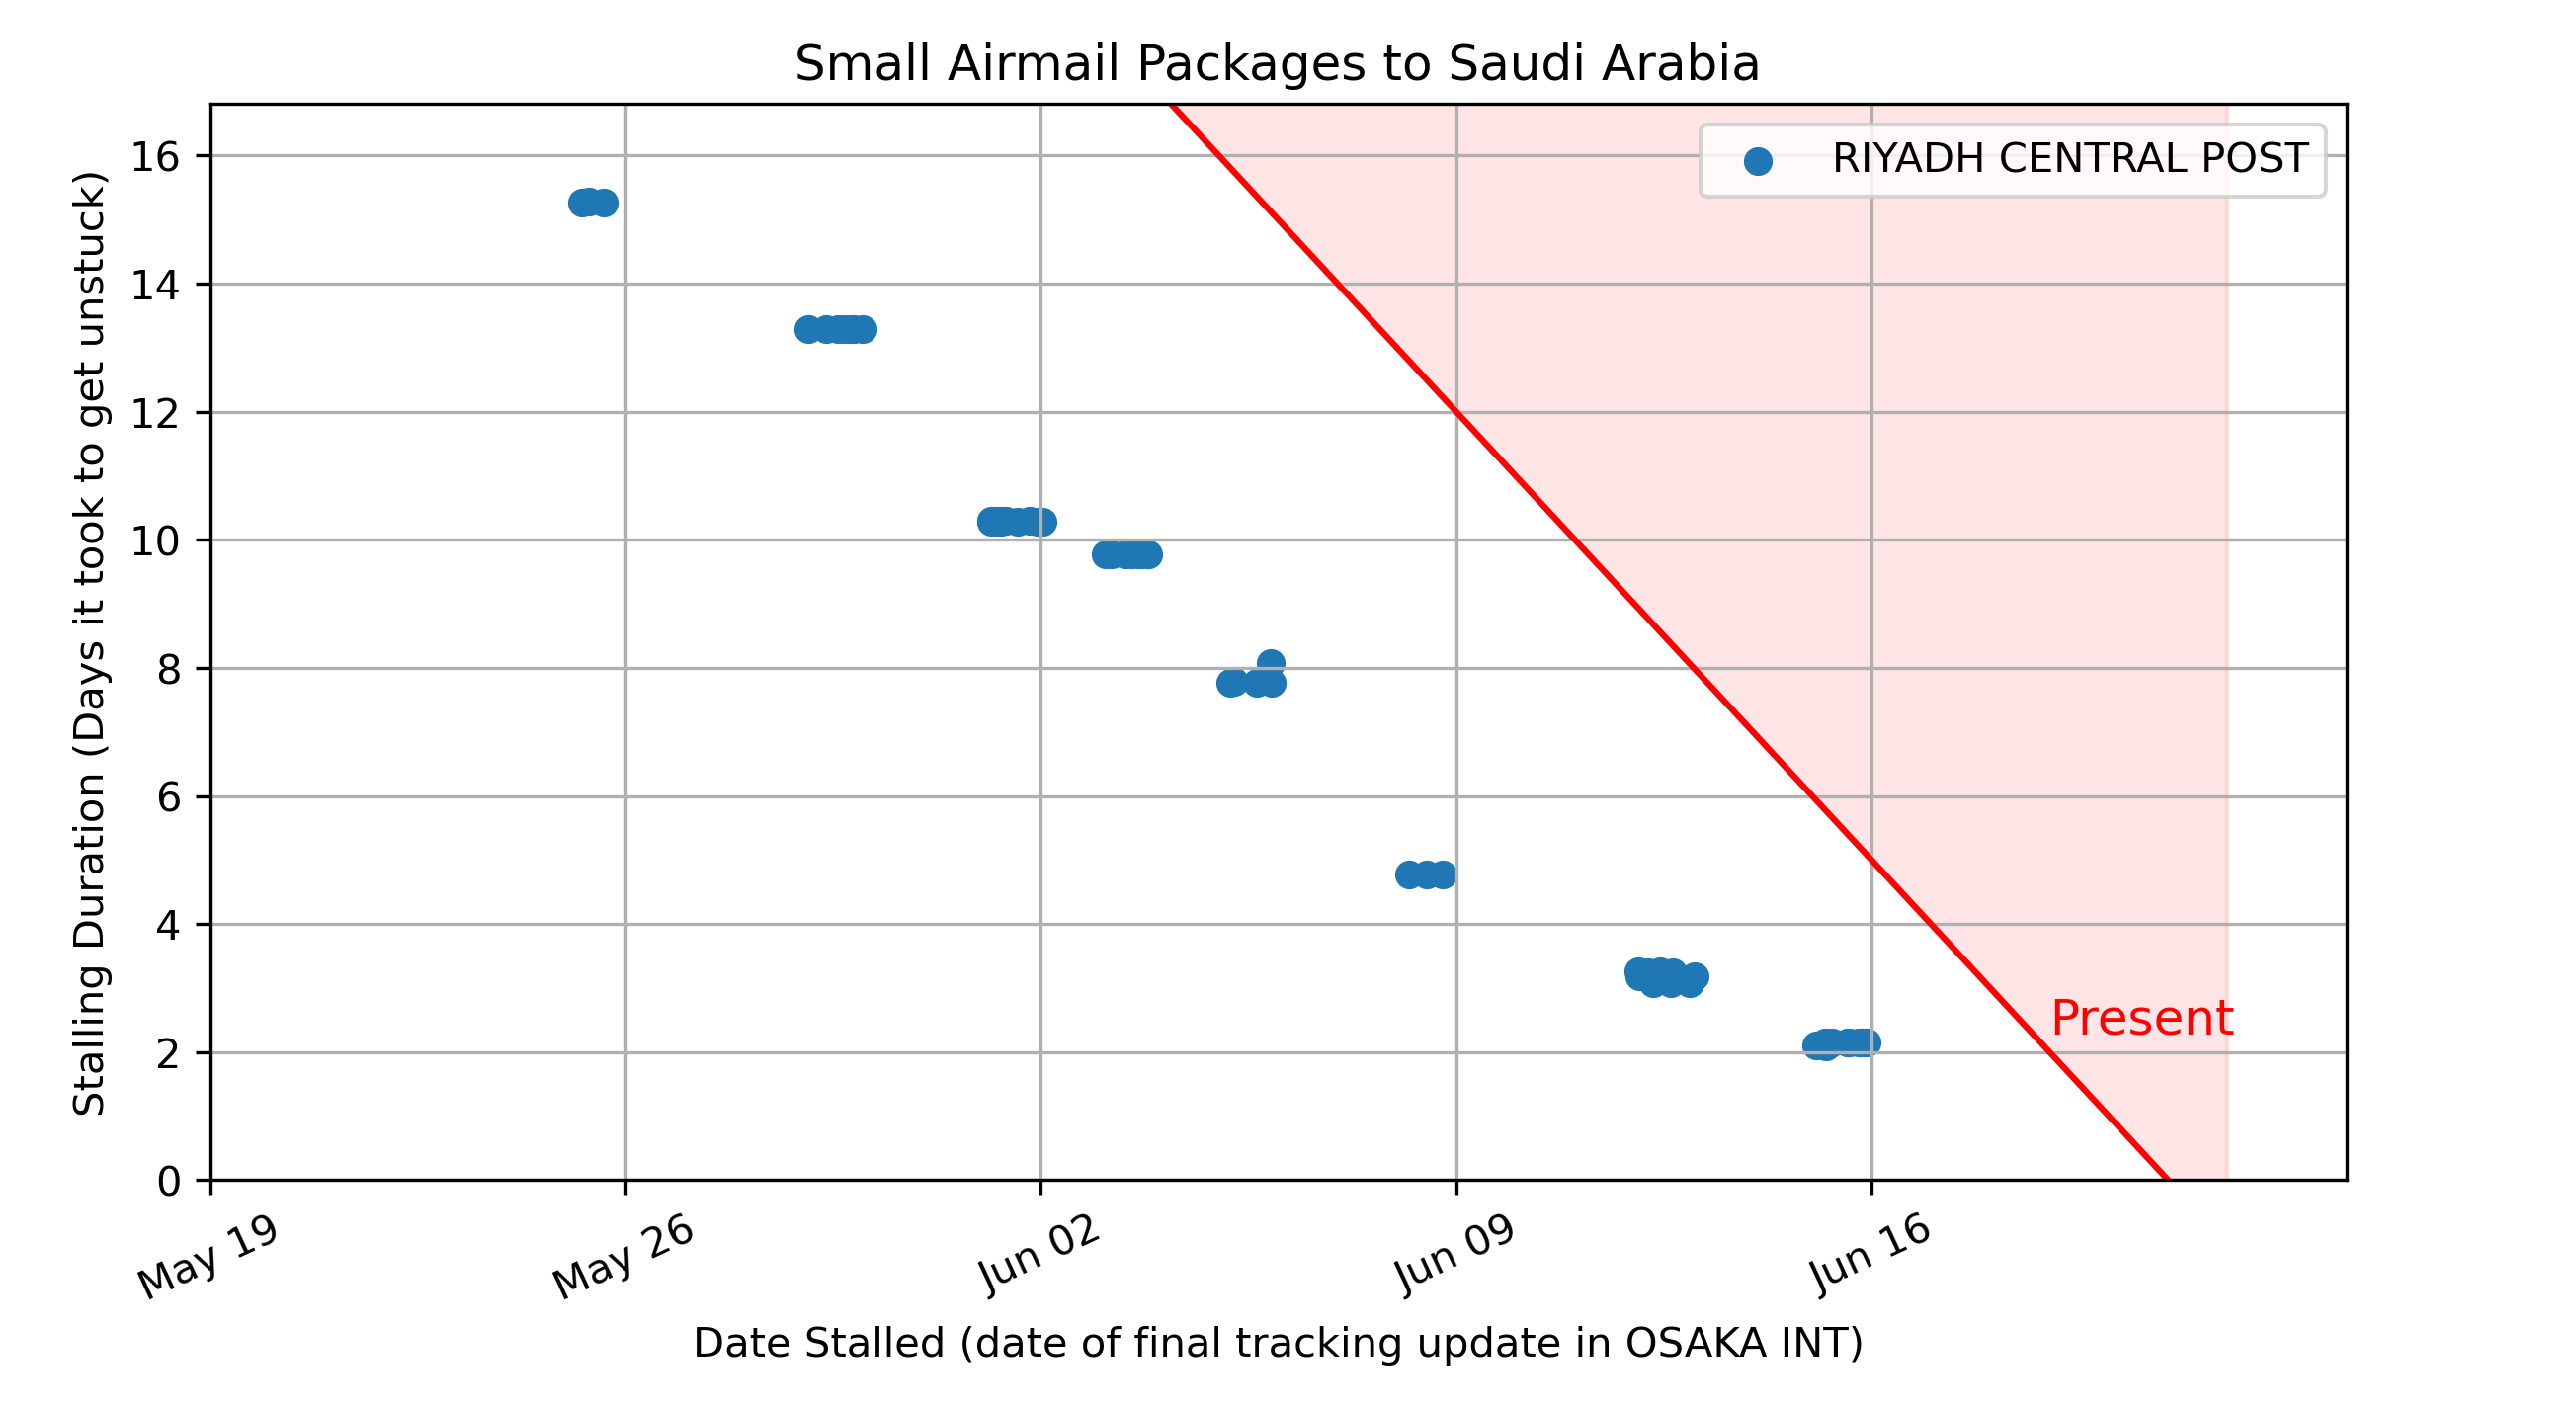 Small Airmail Packages to Saudi Arabia
RIYADH CENTRAL POST
Stalling Duration (Days it took to get unstuck)
16
14
12
10
8
6
4
2
0
Present
May 19
May 26
Jun 02
Jun 09
Jun 16
Date Stalled (date of final tracking update in OSAKA INT)